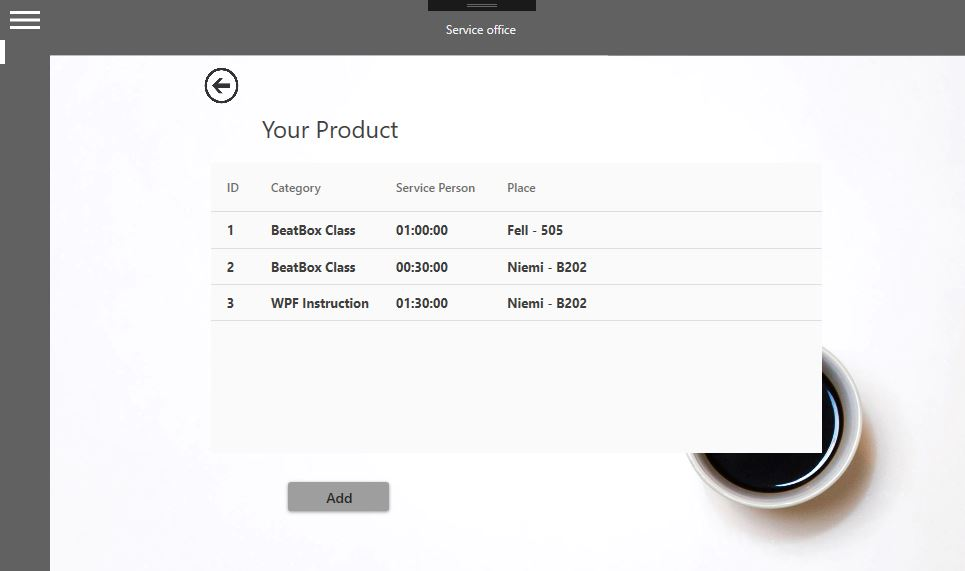 Service office
Your Product
ID Category Service Person Place
1 BeatBox Class 01:00:00 Fell - 505
2 BeatBox Class 00:30:00 Niemi - B202
3 WPF Instruction 01:30:00 Niemi - B202
Add